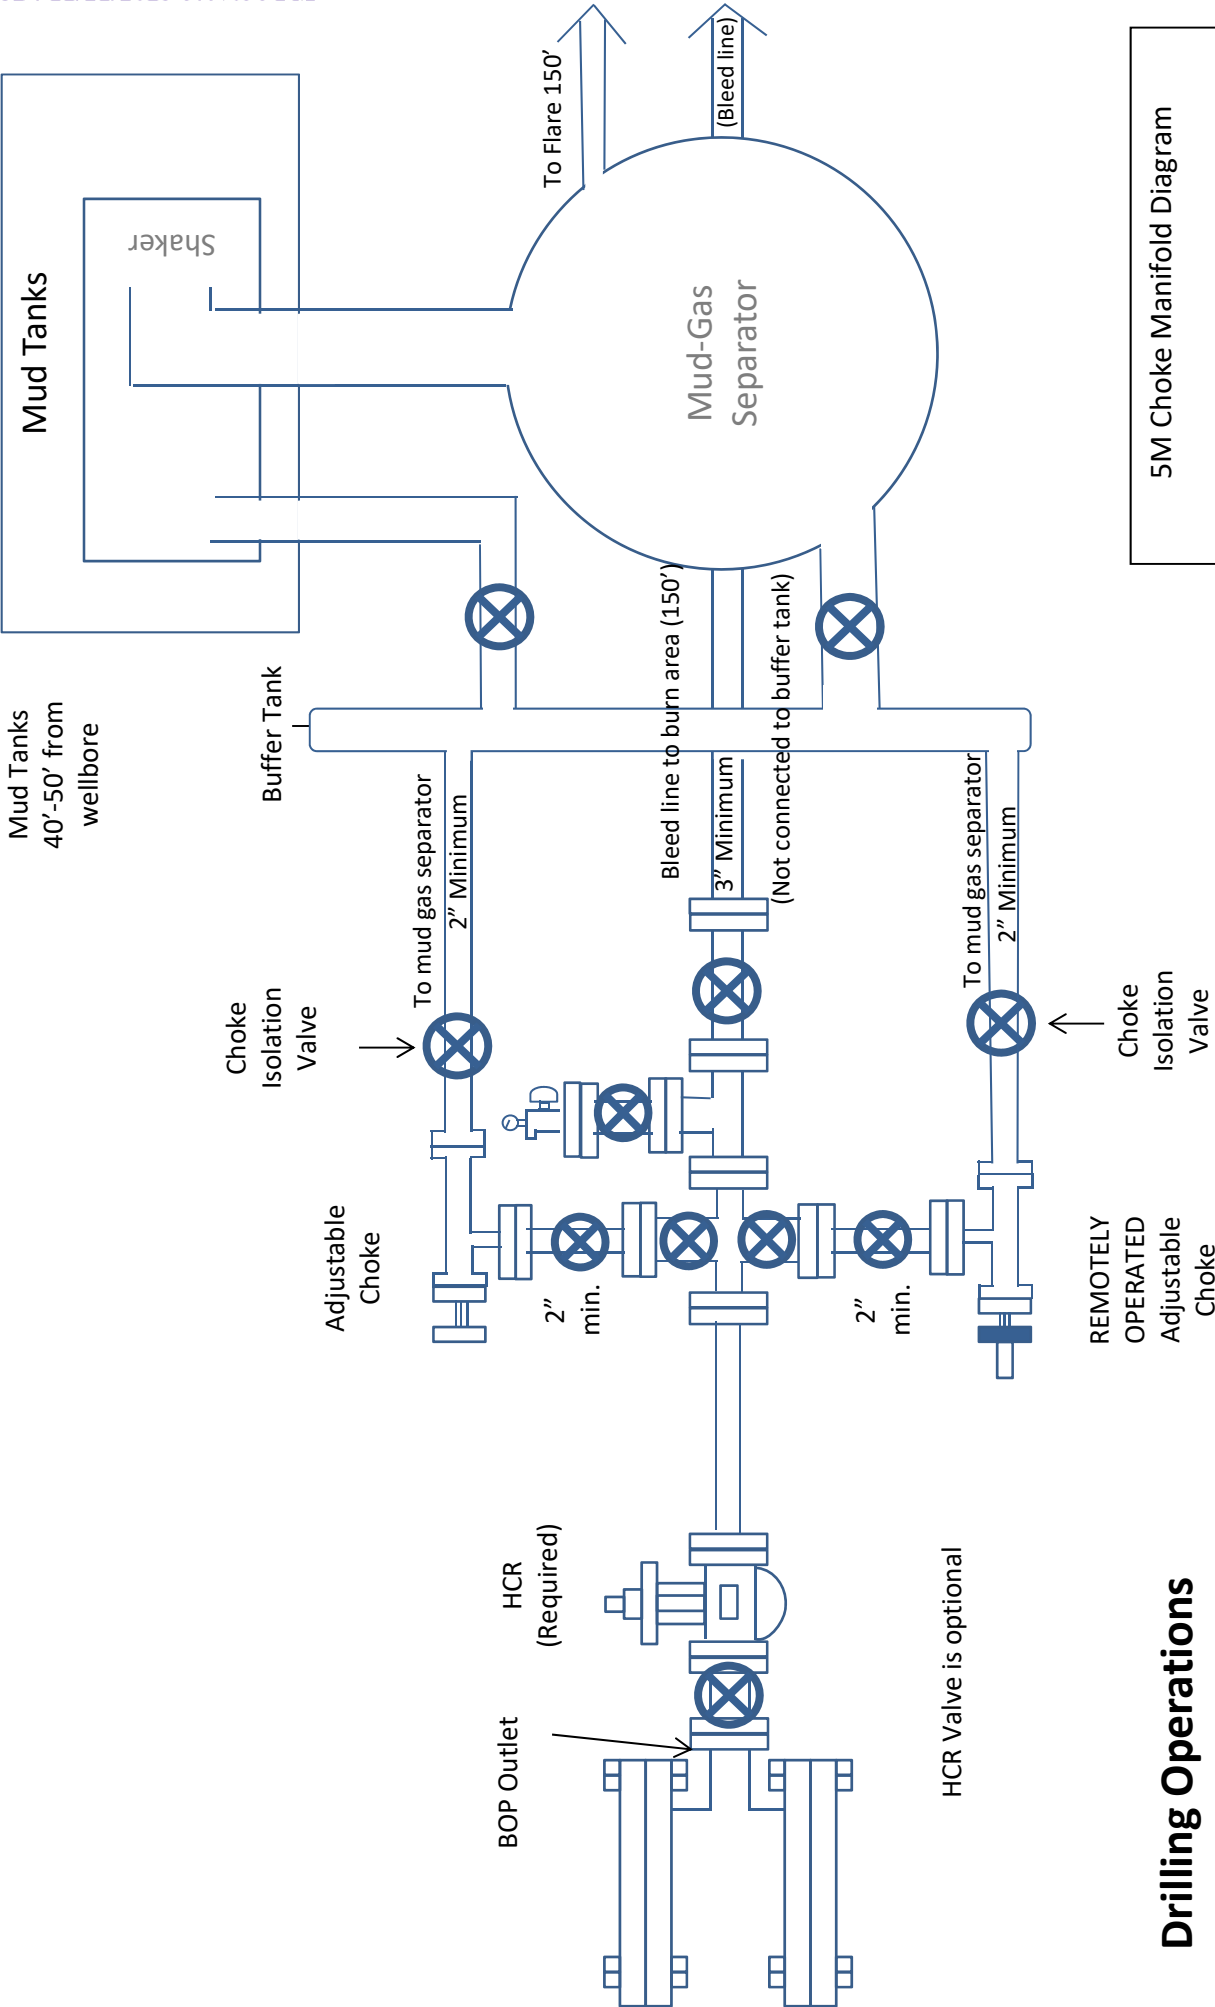 Drilling Operations
5M Choke Manifold Diagram
Mud Tanks
Shaker
Mud Tanks
40’-50’ from
wellbore
Buffer Tank
To Flare 150’
(Bleed line)
Mud-Gas
Separator
Bleed line to burn area (150’)
3” Minimum
(Not connected to buffer tank)
To mud gas separator
2” Minimum
To mud gas separator
2” Minimum
Choke
Isolation
Valve
Choke
Isolation
Valve
Adjustable
Choke
2”
min.
2”
min.
REMOTELY
OPERATED
Adjustable
Choke
HCR
(Required)
BOP Outlet
HCR Valve is optional